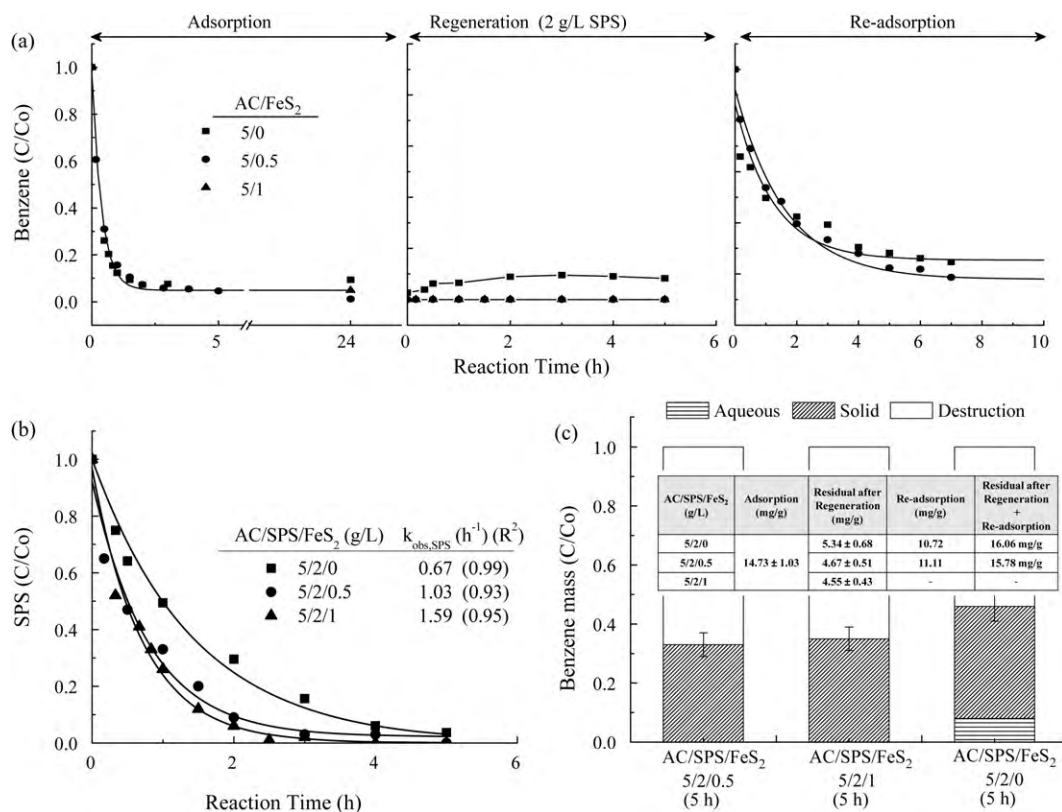 (a)
Adsorption
Regeneration (2 g/L SPS)
Re-adsorption
Benzene (C/Co)
1.0
0.8
0.6
0.4
0.2
0.0
AC/FeS₂
5/0
5/0.5
5/1
0 5 24
0 2 4 6
0 2 4 6 8 10
Reaction Time (h)
(b)
SPS (C/Co)
1.0
0.8
0.6
0.4
0.2
0.0
AC/SPS/FeS₂ (g/L) k_obs,SPS (h⁻¹) (R²)
5/2/0 0.67 (0.99)
5/2/0.5 1.03 (0.93)
5/2/1 1.59 (0.95)
0 2 4 6
Reaction Time (h)
Aqueous Solid Destruction
(c)
Benzene mass (C/Co)
1.0
0.8
0.6
0.4
0.2
0.0
AC/SPS/FeS₂
(g/L)
Adsorption
(mg/g)
Residual after
Regeneration
(mg/g)
Re-adsorption
(mg/g)
Residual after
Regeneration
+
Re-adsorption
5/2/0 5.34 ± 0.68 10.72 16.06 mg/g
5/2/0.5 14.73 ± 1.03 4.67 ± 0.51 11.11 15.78 mg/g
5/2/1 4.55 ± 0.43 - -
AC/SPS/FeS₂ AC/SPS/FeS₂ AC/SPS/FeS₂
5/2/0.5 5/2/1 5/2/0
(5 h) (5 h) (5 h)